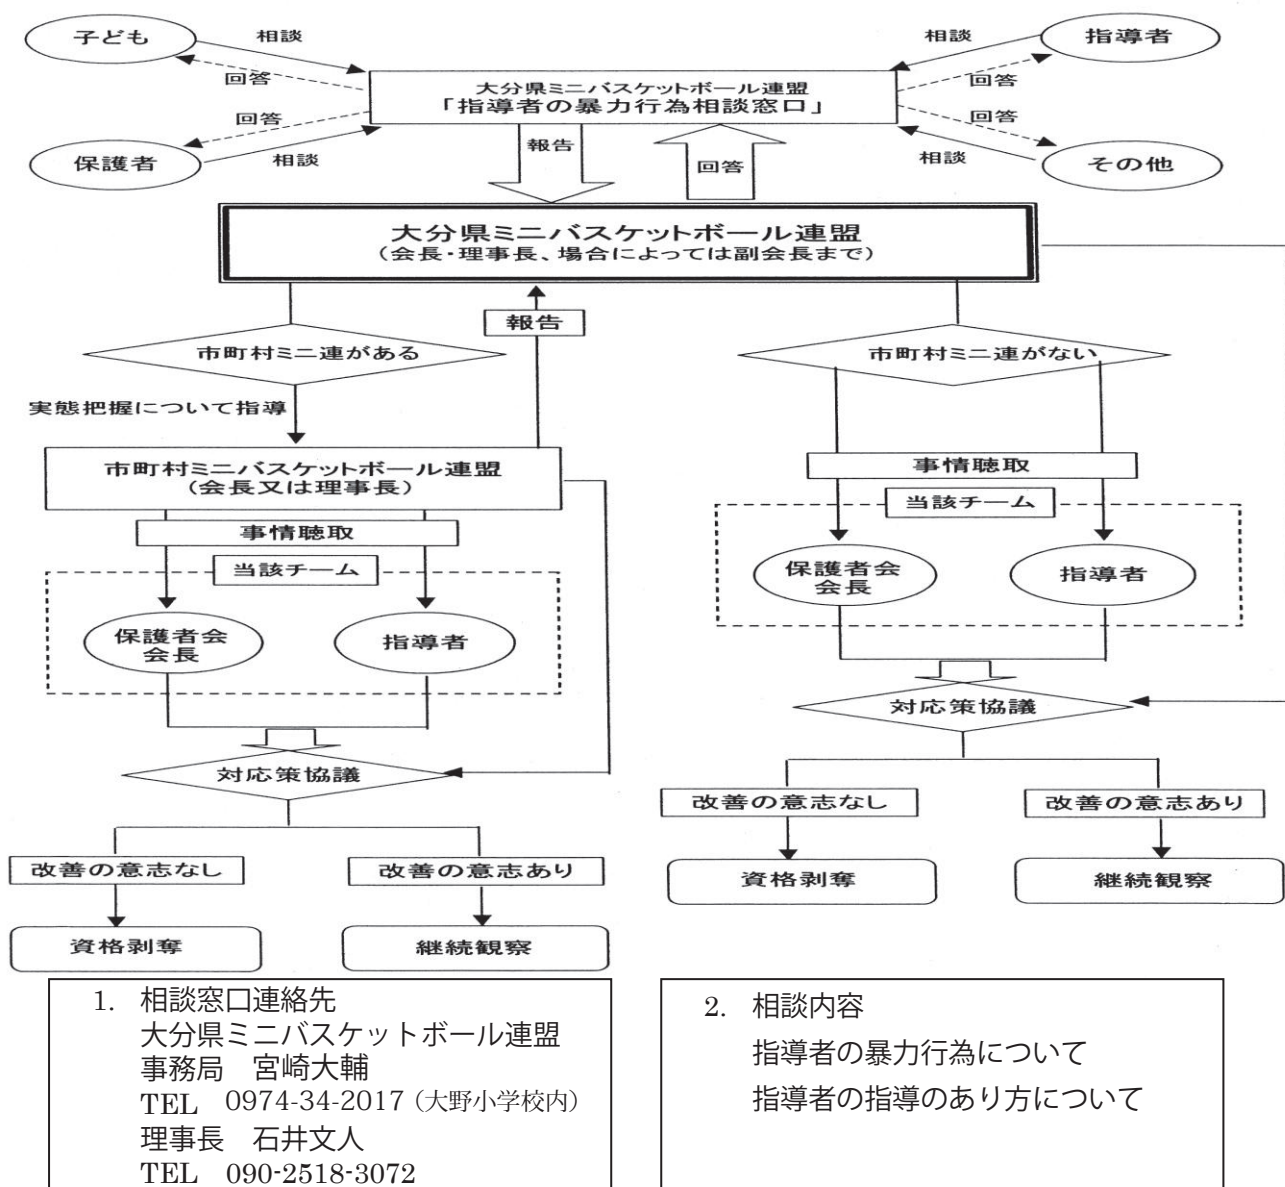 子ども
相談
回答
相談
指導者
回答
大分県ミニバスケットボール連盟
「指導者の暴力行為相談窓口」
回答
保護者
相談
回答
相談
その他
報告
回答
大分県ミニバスケットボール連盟
(会長・理事長、場合によっては副会長まで)
報告
市町村ミニ連がある
市町村ミニ連がない
実態把握について指導
市町村ミニバスケットボール連盟
(会長又は理事長)
事情聴取
当該チーム
保護者会
会長
指導者
対応策協議
改善の意志なし
改善の意志あり
資格剥奪
継続観察
事情聴取
当該チーム
保護者会
会長
指導者
対応策協議
改善の意志なし
改善の意志あり
資格剥奪
継続観察
1. 相談窓口連絡先
大分県ミニバスケットボール連盟
事務局 宮崎大輔
TEL 0974-34-2017（大野小学校内）
理事長 石井文人
TEL 090-2518-3072
2. 相談内容
指導者の暴力行為について
指導者の指導のあり方について